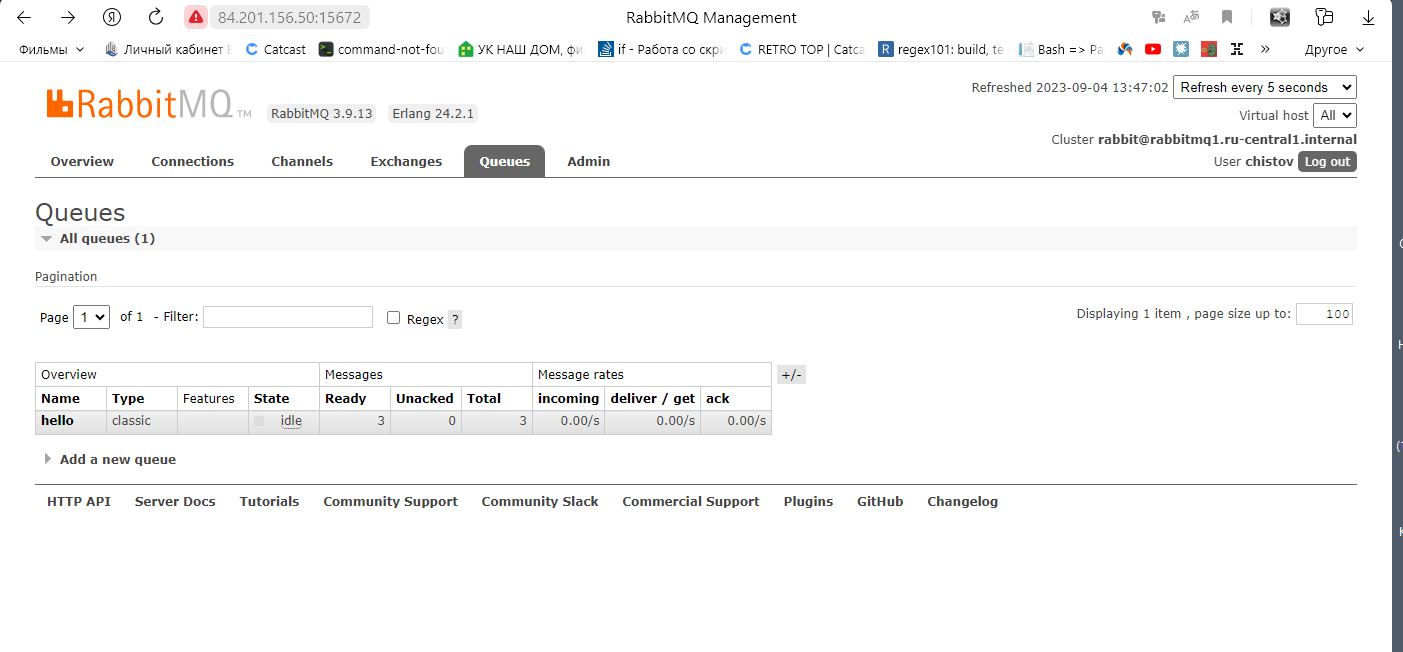 84.201.156.50:15672 RabbitMQ Management
Фильмы Личный кабинет Catcast command-not-fou УК НАШ ДОМ, фи if - Работа со скри RETRO TOP | Catca regex101: build, te Bash => Ра » Другое
RabbitMQ TM RabbitMQ 3.9.13 Erlang 24.2.1
Refreshed 2023-09-04 13:47:02 Refresh every 5 seconds
Virtual host All
Cluster rabbit@rabbitmq1.ru-central1.internal
User chistov Log out
Overview Connections Channels Exchanges Queues Admin
Queues
All queues (1)
Pagination
Page 1 of 1 - Filter: Regex ? Displaying 1 item , page size up to: 100
Overview Messages Message rates +/-
Name Type Features State Ready Unacked Total incoming deliver / get ack
hello classic idle 3 0 3 0.00/s 0.00/s 0.00/s
Add a new queue
HTTP API Server Docs Tutorials Community Support Community Slack Commercial Support Plugins GitHub Changelog